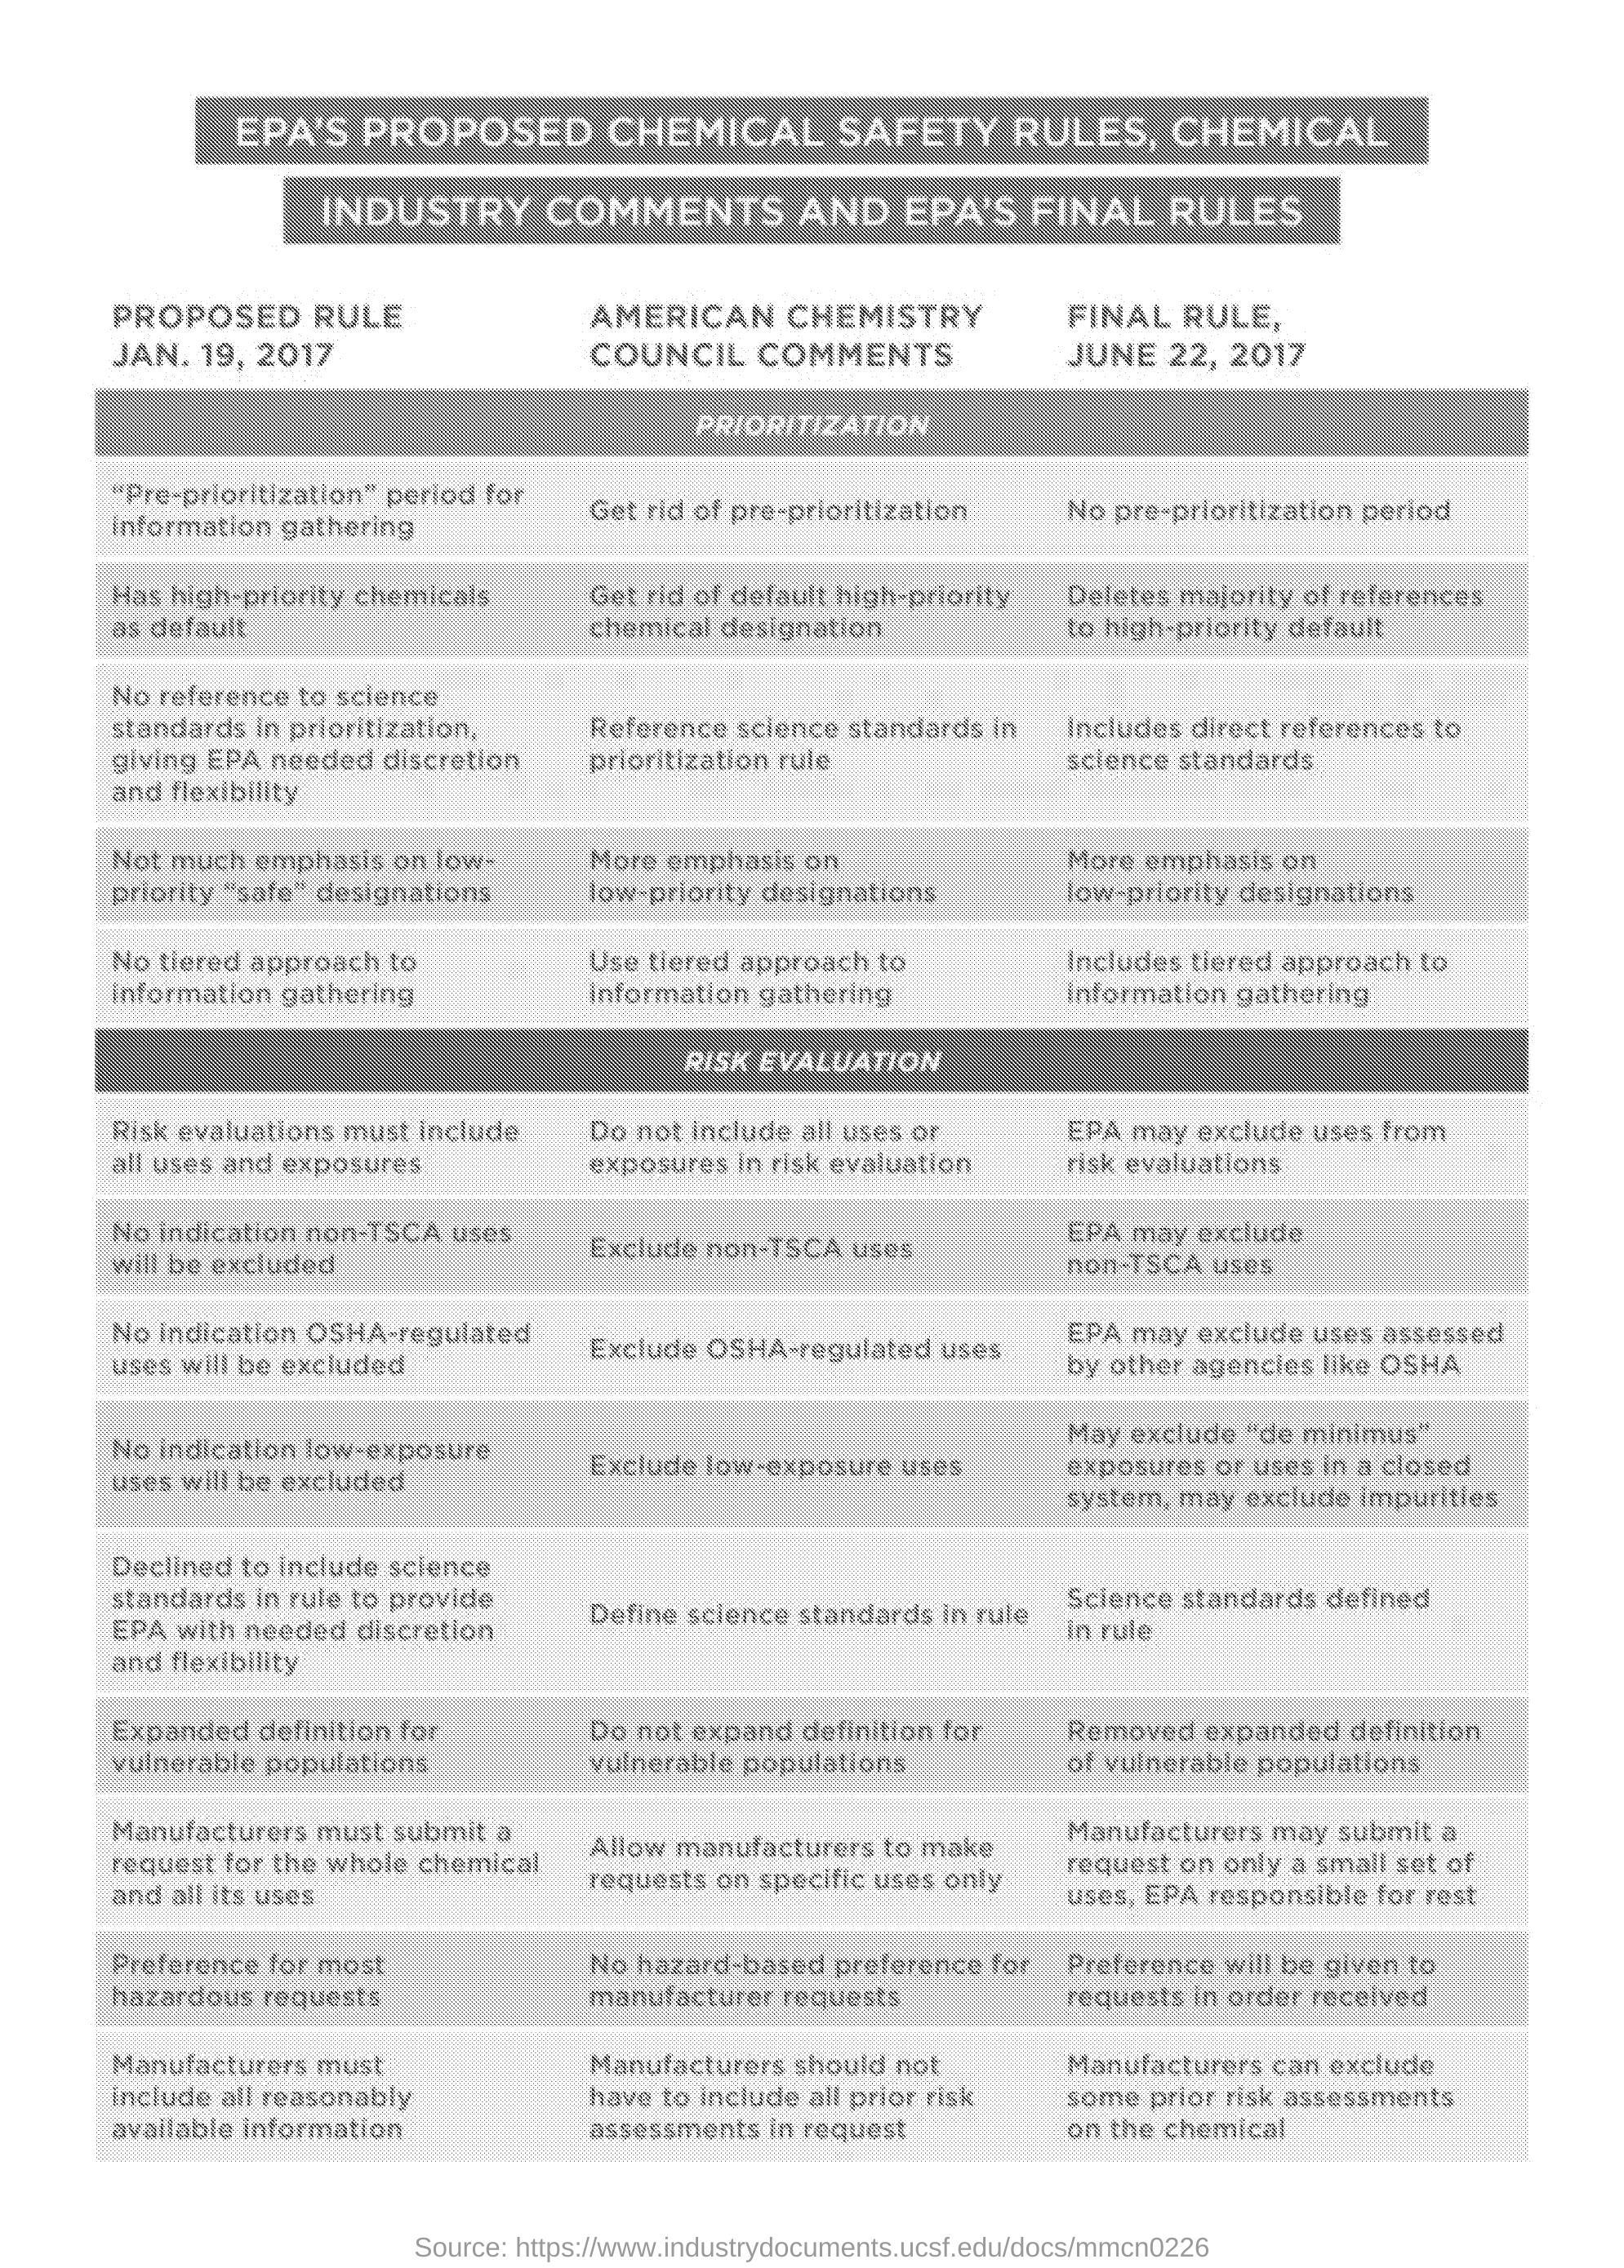 EPA'S PROPOSED CHEMICAL SAFETY RULES, CHEMICAL
INDUSTRY COMMENTS AND EPA'S FINAL RULES
PROPOSED RULE
JAN. 19, 2017
AMERICAN CHEMISTRY
COUNCIL COMMENTS
FINAL RULE,
JUNE 22, 2017
PRIORITIZATION
"Pre-prioritization" period for
information gathering
Get rid of pre-prioritization
No pre-prioritization period
Has high-priority chemicals
as default
Get rid of default high-priority
chemical designation
Deletes majority of references
to high-priority default
No reference to science
standards in prioritization,
giving EPA needed discretion
and flexibility
Reference science standards in
prioritization rule
Includes direct references to
science standards
Not much emphasis on low-
priority "safe" designations
More emphasis on
low-priority designations
More emphasis on
low-priority designations
No tiered approach to
information gathering
Use tiered approach to
information gathering
Includes tiered approach to
information gathering
RISK EVALUATION
Risk evaluations must include
all uses and exposures
Do not include all uses or
exposures in risk evaluation
EPA may exclude uses from
risk evaluations
No indication non-TSCA uses
will be excluded
Exclude non-TSCA uses
EPA may exclude
non-TSCA uses
No indication OSHA-regulated
uses will be excluded
Exclude OSHA-regulated uses
EPA may exclude uses assessed
by other agencies like OSHA
No indication low-exposure
uses will be excluded
Exclude low-exposure uses
May exclude "de minimus"
exposures or uses in a closed
system, may exclude impurities
Declined to include science
standards in rule to provide
EPA with needed discretion
and flexibility
Define science standards in rule
Science standards defined
in rule
Expanded definition for
vulnerable populations
Do not expand definition for
vulnerable populations
Removed expanded definition
of vulnerable populations
Manufacturers must submit a
request for the whole chemical
and all its uses
Allow manufacturers to make
requests on specific uses only
Manufacturers may submit a
request on only a small set of
uses, EPA responsible for rest
Preference for most
hazardous requests
No hazard-based preference for
manufacturer requests
Preference will be given to
requests in order received
Manufacturers must
include all reasonably
available information
Manufacturers should not
have to include all prior risk
assessments in request
Manufacturers can exclude
some prior risk assessments
on the chemical
Source: https://www.industrydocuments.ucsf.edu/docs/mmcn0226